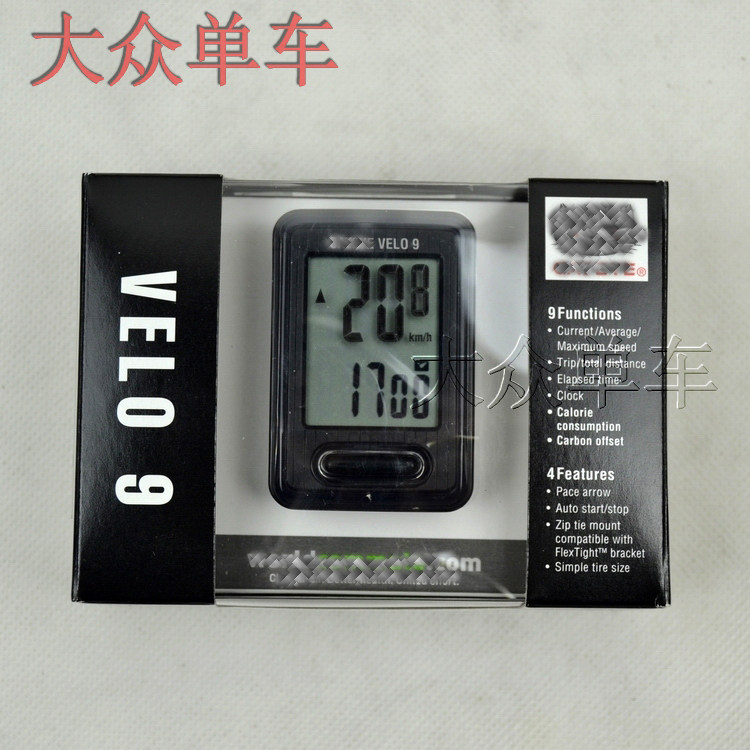 大众单车
VELO 9
VELO 9
20.8
km/h
17:00
大众单车
®
9 Functions
• Current/Average/
Maximum speed
• Trip/total distance
• Elapsed time
• Clock
• Calorie
consumption
• Carbon offset
4 Features
• Pace arrow
• Auto start/stop
• Zip tie mount
compatible with
FlexTight™ bracket
• Simple tire size